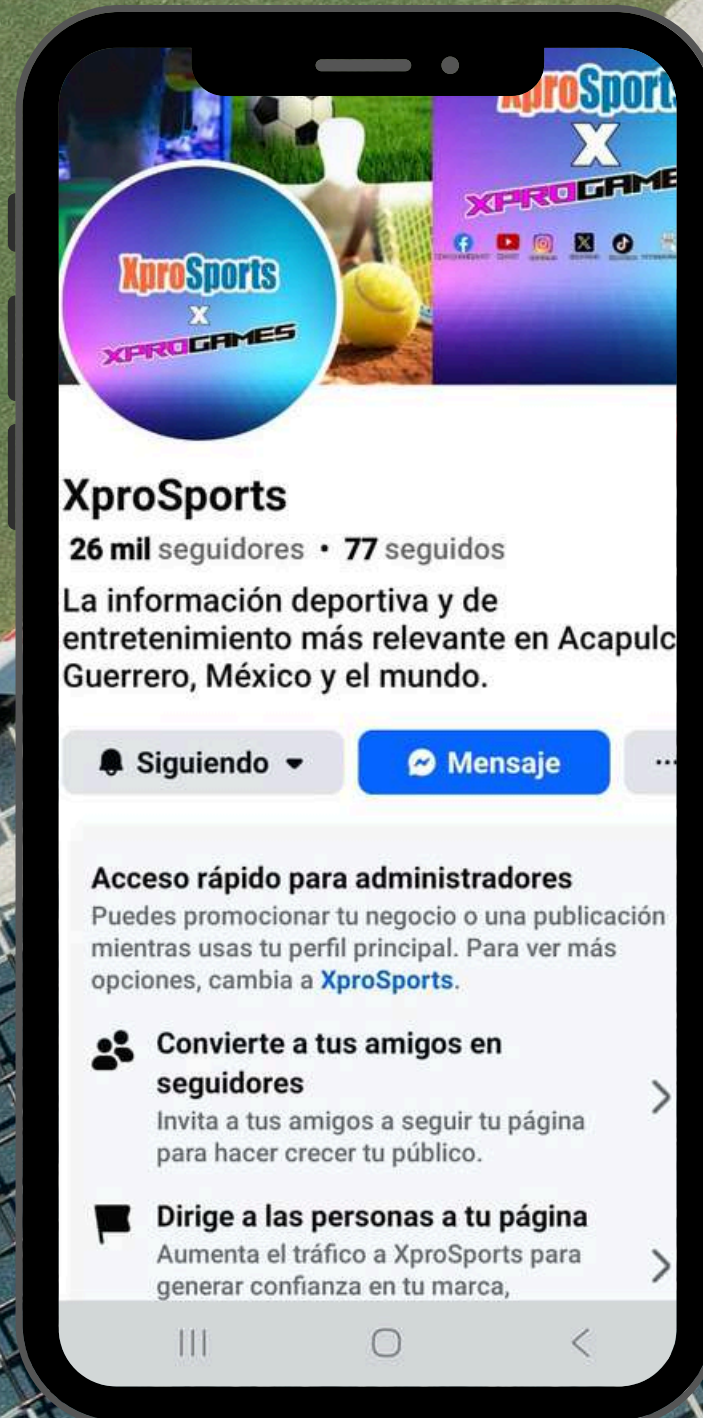 XproSport
X
XPROGAME
XproSports
X
XPROGAMES
XproSports
26 mil seguidores • 77 seguidos
La información deportiva y de
entretenimiento más relevante en Acapulc
Guerrero, México y el mundo.
Siguiendo
Mensaje
Acceso rápido para administradores
Puedes promocionar tu negocio o una publicación
mientras usas tu perfil principal. Para ver más
opciones, cambia a XproSports.
Convierte a tus amigos en
seguidores
Invita a tus amigos a seguir tu página
para hacer crecer tu público.
Dirige a las personas a tu página
Aumenta el tráfico a XproSports para
generar confianza en tu marca,